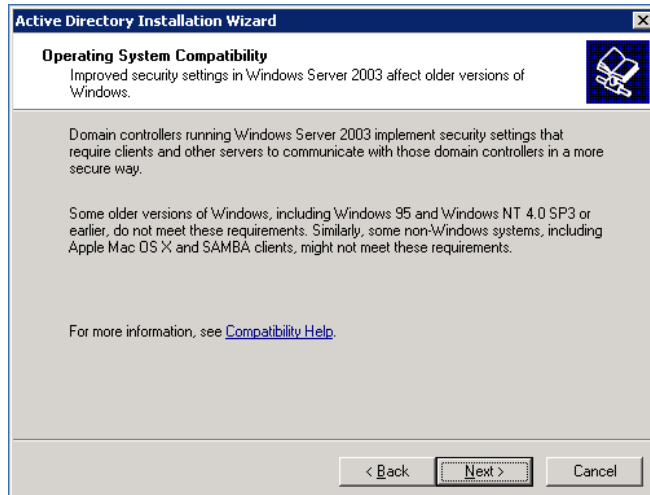 Active Directory Installation Wizard
Operating System Compatibility
Improved security settings in Windows Server 2003 affect older versions of
Windows.
Domain controllers running Windows Server 2003 implement security settings that
require clients and other servers to communicate with those domain controllers in a more
secure way.
Some older versions of Windows, including Windows 95 and Windows NT 4.0 SP3 or
earlier, do not meet these requirements. Similarly, some non-Windows systems, including
Apple Mac OS X and SAMBA clients, might not meet these requirements.
For more information, see Compatibility Help.
< Back Next > Cancel